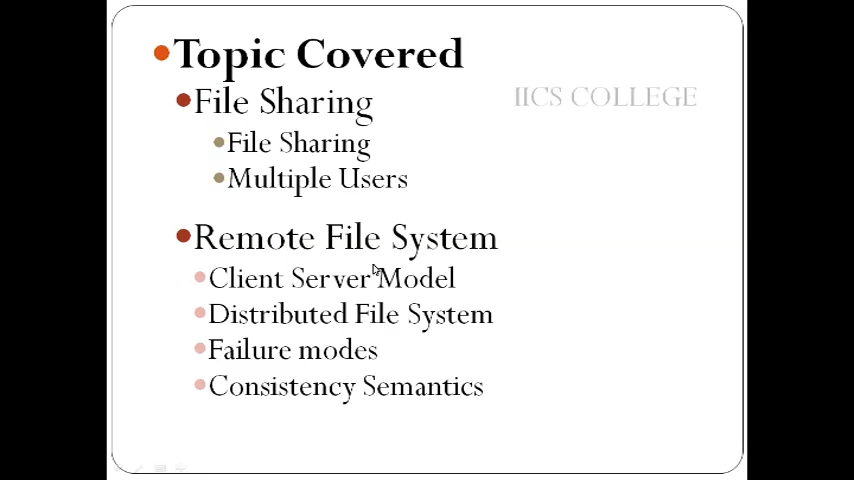 Topic Covered
File Sharing
IICS COLLEGE
File Sharing
Multiple Users
Remote File System
Client Server Model
Distributed File System
Failure modes
Consistency Semantics